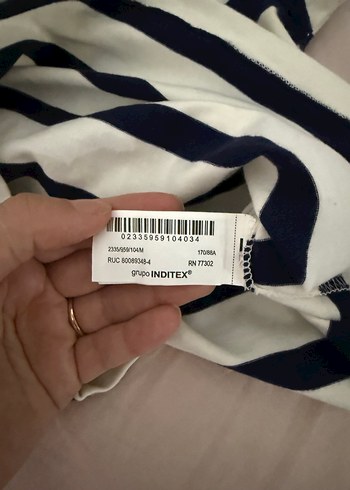 02335959104034
2335/959/104/M 170/88A
RUC 80089348-4 RN 77302
grupo INDITEX®